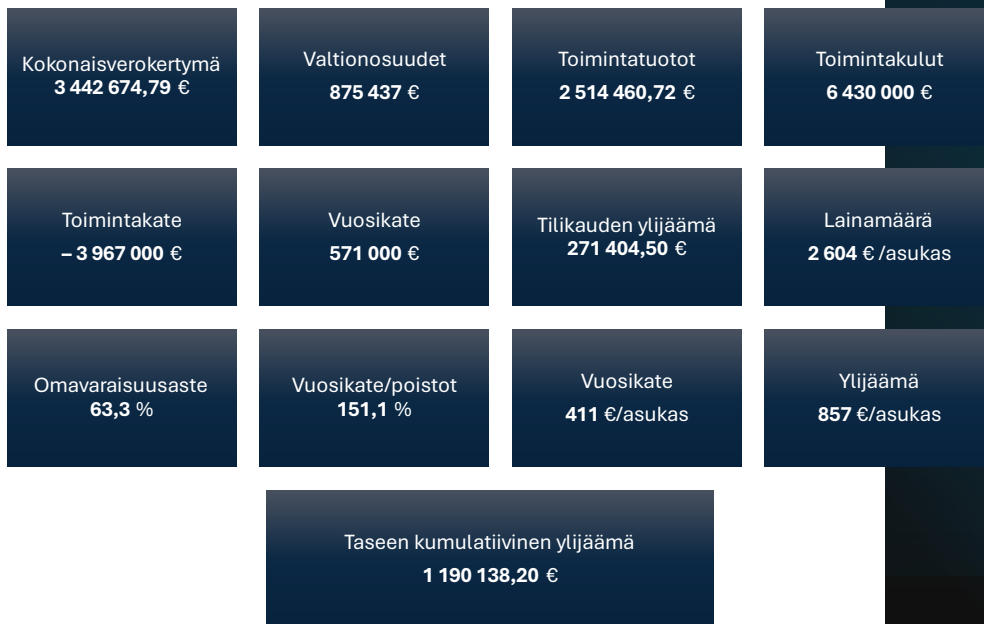 Kokonaisverokertymä
3 442 674,79 €
Valtionosuudet
875 437 €
Toimintatuotot
2 514 460,72 €
Toimintakulut
6 430 000 €
Toimintakate
– 3 967 000 €
Vuosikate
571 000 €
Tilikauden ylijäämä
271 404,50 €
Lainamäärä
2 604 € /asukas
Omavaraisuusaste
63,3 %
Vuosikate/poistot
151,1 %
Vuosikate
411 €/asukas
Ylijäämä
857 €/asukas
Taseen kumulatiivinen ylijäämä
1 190 138,20 €